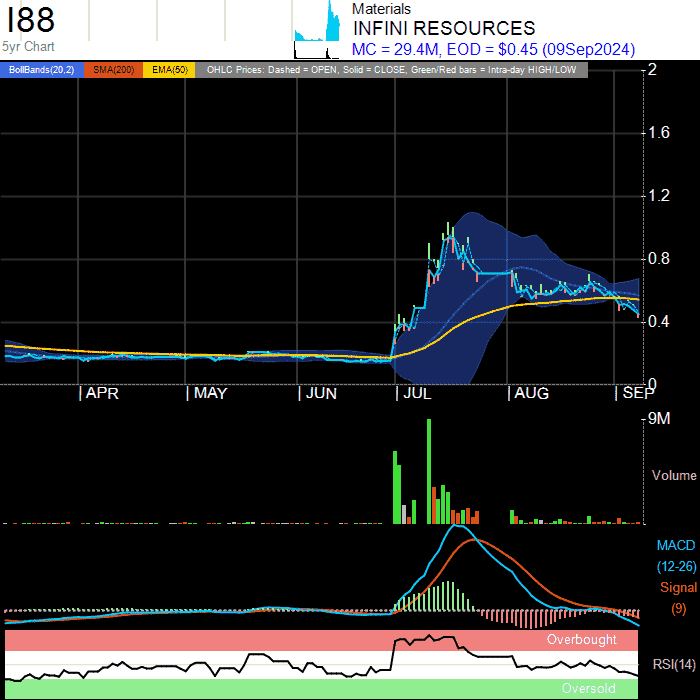 I88
5yr Chart
Materials
INFINI RESOURCES
MC = 29.4M, EOD = $0.45 (09Sep2024)
BollBands(20,2) SMA(200) EMA(50) OHLC Prices: Dashed = OPEN, Solid = CLOSE, Green/Red bars = Intra-day HIGH/LOW
2
1.6
1.2
0.8
0.4
0
APR MAY JUN JUL AUG SEP
9M
Volume
MACD
(12-26)
Signal
(9)
Overbought
RSI(14)
Oversold